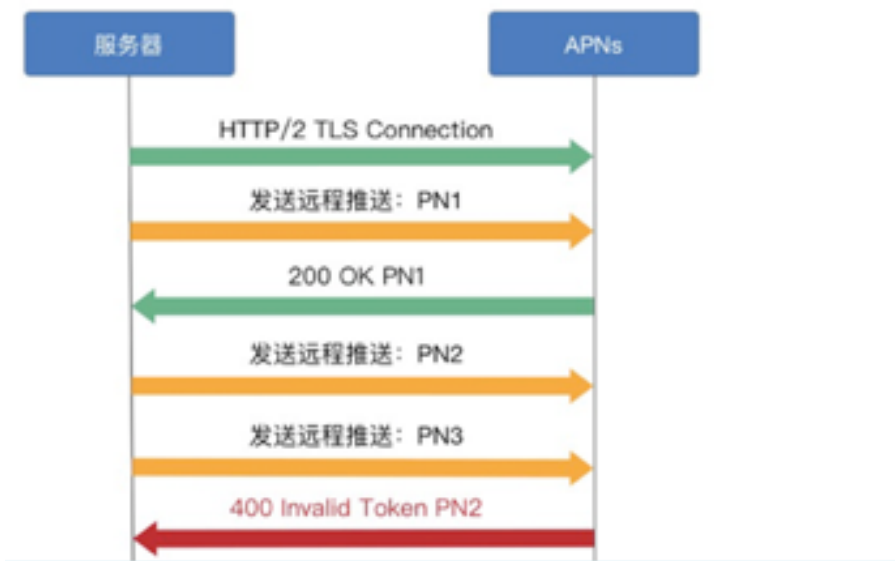 服务器
APNs
HTTP/2 TLS Connection
发送远程推送：PN1
200 OK PN1
发送远程推送：PN2
发送远程推送：PN3
400 Invalid Token PN2